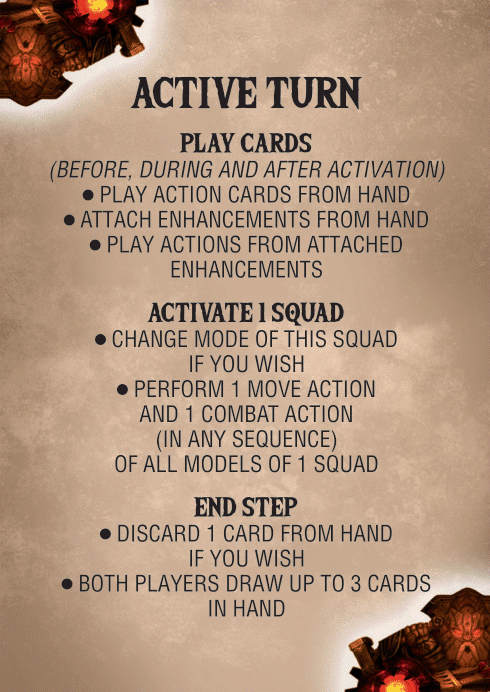 ACTIVE TURN
PLAY CARDS
(BEFORE, DURING AND AFTER ACTIVATION)
● PLAY ACTION CARDS FROM HAND
● ATTACH ENHANCEMENTS FROM HAND
● PLAY ACTIONS FROM ATTACHED
ENHANCEMENTS
ACTIVATE 1 SQUAD
● CHANGE MODE OF THIS SQUAD
IF YOU WISH
● PERFORM 1 MOVE ACTION
AND 1 COMBAT ACTION
(IN ANY SEQUENCE)
OF ALL MODELS OF 1 SQUAD
END STEP
● DISCARD 1 CARD FROM HAND
IF YOU WISH
● BOTH PLAYERS DRAW UP TO 3 CARDS
IN HAND